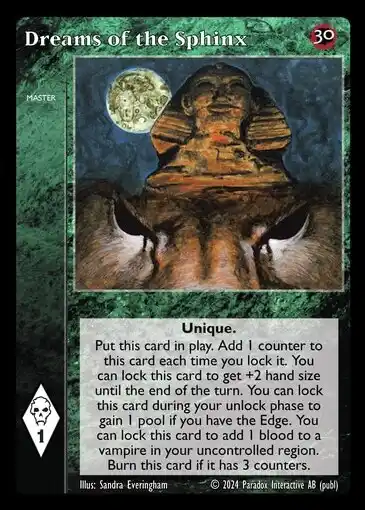 Dreams of the Sphinx
30
MASTER
Unique.
Put this card in play. Add 1 counter to
this card each time you lock it. You
can lock this card to get +2 hand size
until the end of the turn. You can lock
this card during your unlock phase to
gain 1 pool if you have the Edge. You
can lock this card to add 1 blood to a
vampire in your uncontrolled region.
Burn this card if it has 3 counters.
1
Illus: Sandra Everingham © 2024 Paradox Interactive AB (publ)